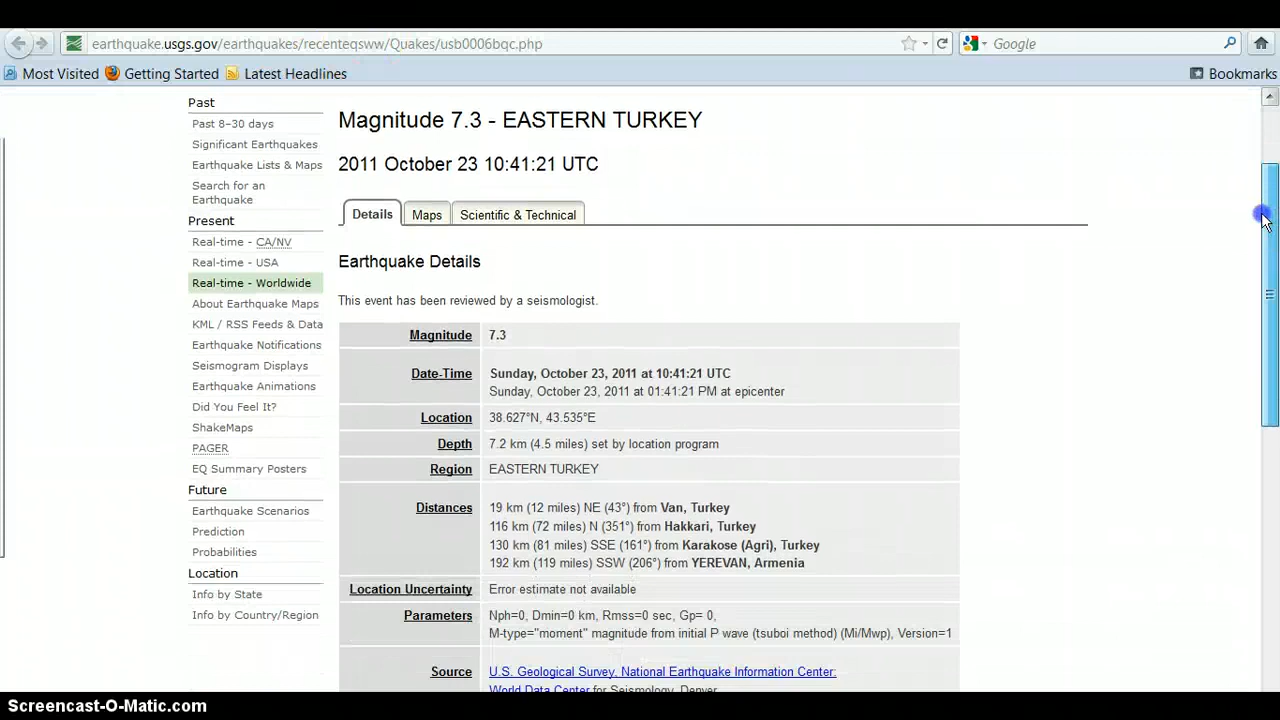 earthquake.usgs.gov/earthquakes/recenteqsww/Quakes/usb0006bqc.php
Google
Most Visited
Getting Started
Latest Headlines
Bookmarks
Past
Past 8–30 days
Significant Earthquakes
Earthquake Lists & Maps
Search for an
Earthquake
Present
Real-time - CA/NV
Real-time - USA
Real-time - Worldwide
About Earthquake Maps
KML / RSS Feeds & Data
Earthquake Notifications
Seismogram Displays
Earthquake Animations
Did You Feel It?
ShakeMaps
PAGER
EQ Summary Posters
Future
Earthquake Scenarios
Prediction
Probabilities
Location
Info by State
Info by Country/Region
Magnitude 7.3 - EASTERN TURKEY
2011 October 23 10:41:21 UTC
Details
Maps
Scientific & Technical
Earthquake Details
This event has been reviewed by a seismologist.
Magnitude 7.3
Date-Time Sunday, October 23, 2011 at 10:41:21 UTC
Sunday, October 23, 2011 at 01:41:21 PM at epicenter
Location 38.627°N, 43.535°E
Depth 7.2 km (4.5 miles) set by location program
Region EASTERN TURKEY
Distances 19 km (12 miles) NE (43°) from Van, Turkey
116 km (72 miles) N (351°) from Hakkari, Turkey
130 km (81 miles) SSE (161°) from Karakose (Agri), Turkey
192 km (119 miles) SSW (206°) from YEREVAN, Armenia
Location Uncertainty Error estimate not available
Parameters Nph=0, Dmin=0 km, Rmss=0 sec, Gp= 0,
M-type="moment" magnitude from initial P wave (tsuboi method) (Mi/Mwp), Version=1
Source U.S. Geological Survey, National Earthquake Information Center:
World Data Center for Seismology, Denver
Screencast-O-Matic.com